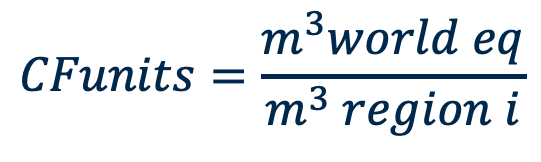 CFunits = m³world eq / m³ region i